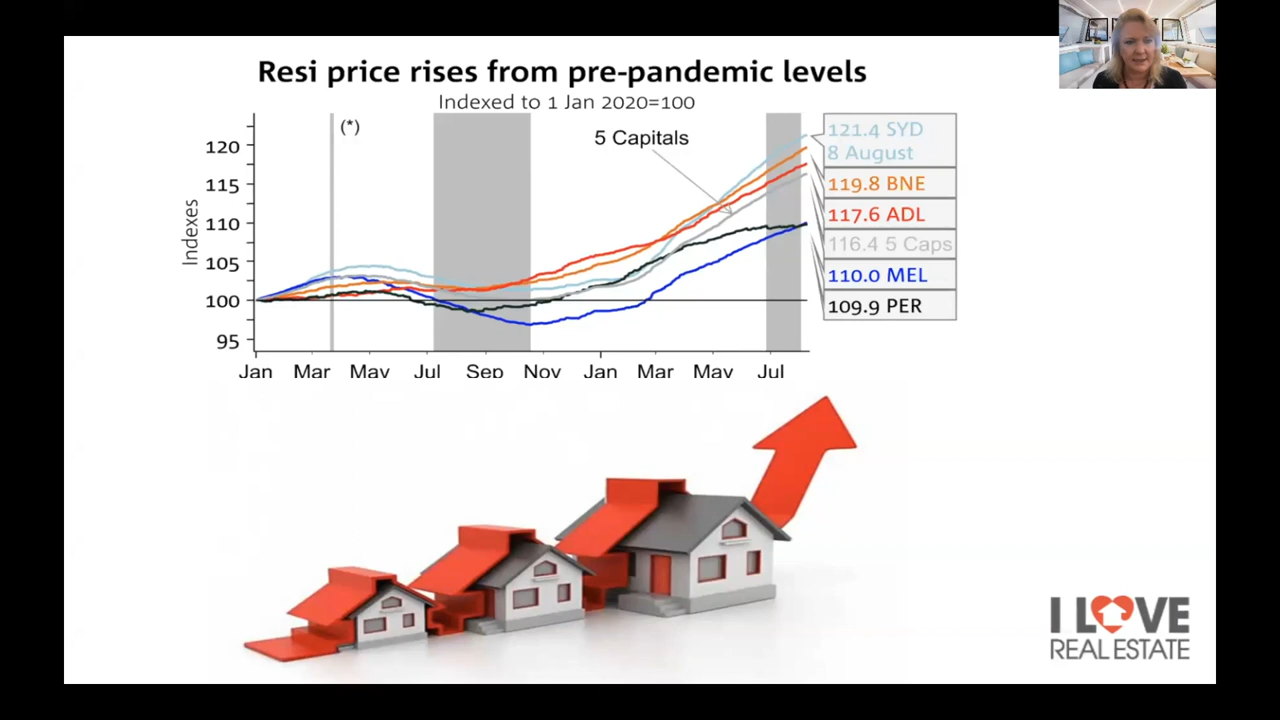 Resi price rises from pre-pandemic levels
Indexed to 1 Jan 2020=100
(*)
5 Capitals
120
115
110
105
100
95
Indexes
Jan Mar May Jul Sep Nov Jan Mar May Jul
121.4 SYD
8 August
119.8 BNE
117.6 ADL
116.4 5 Caps
110.0 MEL
109.9 PER
I LOVE
REAL ESTATE